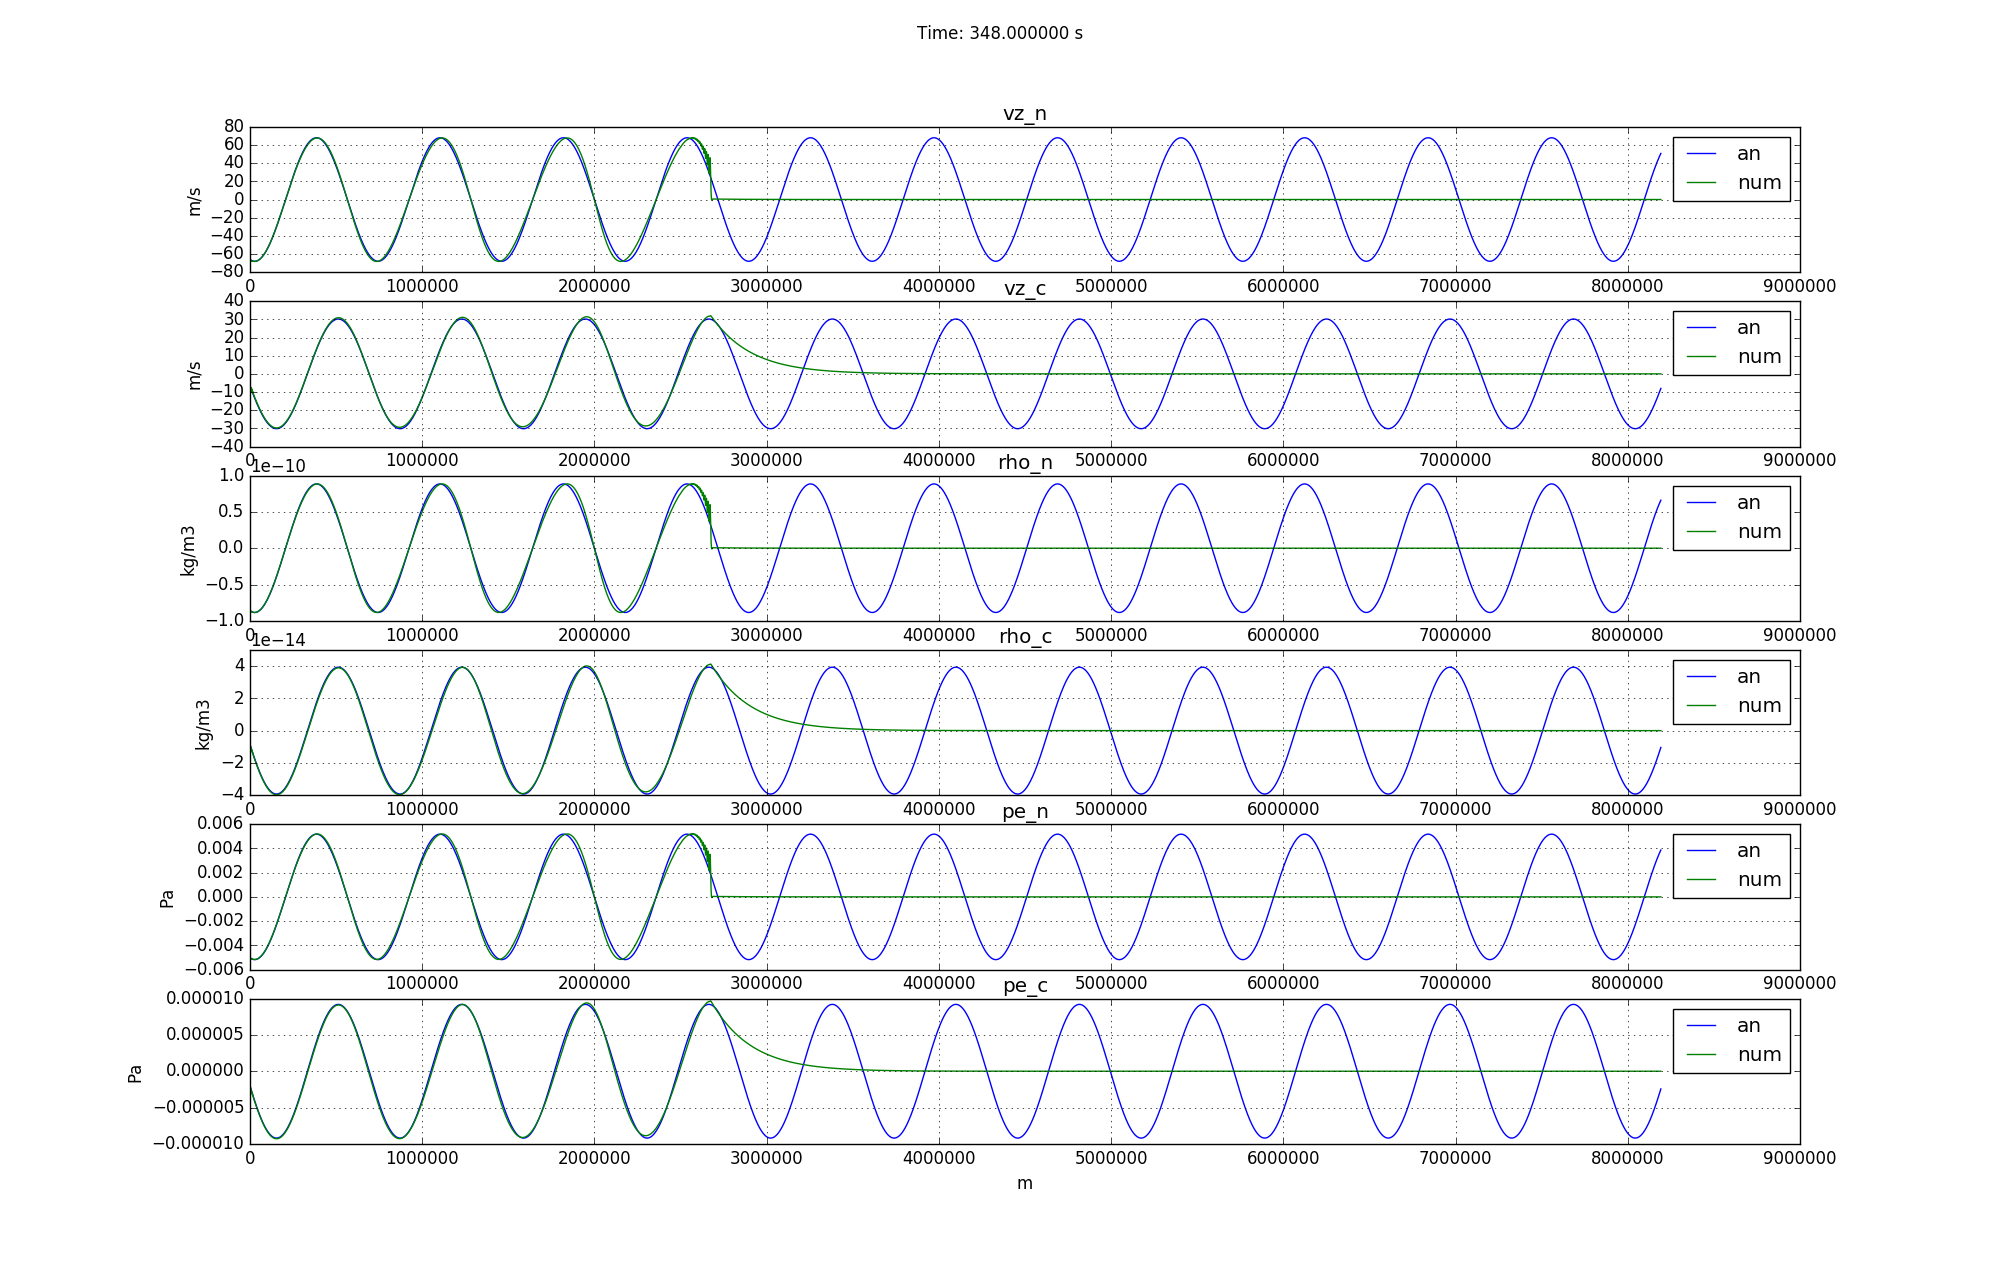 Time: 348.000000 s
vz_n
80
60
40
20
0
−20
−40
−60
−80
m/s
an
num
0 1000000 2000000 3000000 4000000 5000000 6000000 7000000 8000000 9000000
vz_c
40
30
20
10
0
−10
−20
−30
−40
m/s
an
num
0 1000000 2000000 3000000 4000000 5000000 6000000 7000000 8000000 9000000
1e−10
rho_n
1.0
0.5
0.0
−0.5
−1.0
kg/m3
an
num
0 1000000 2000000 3000000 4000000 5000000 6000000 7000000 8000000 9000000
1e−14
rho_c
4
2
0
−2
−4
kg/m3
an
num
0 1000000 2000000 3000000 4000000 5000000 6000000 7000000 8000000 9000000
pe_n
0.006
0.004
0.002
0.000
−0.002
−0.004
−0.006
Pa
an
num
0 1000000 2000000 3000000 4000000 5000000 6000000 7000000 8000000 9000000
pe_c
0.000010
0.000005
0.000000
−0.000005
−0.000010
Pa
an
num
0 1000000 2000000 3000000 4000000 5000000 6000000 7000000 8000000 9000000
m